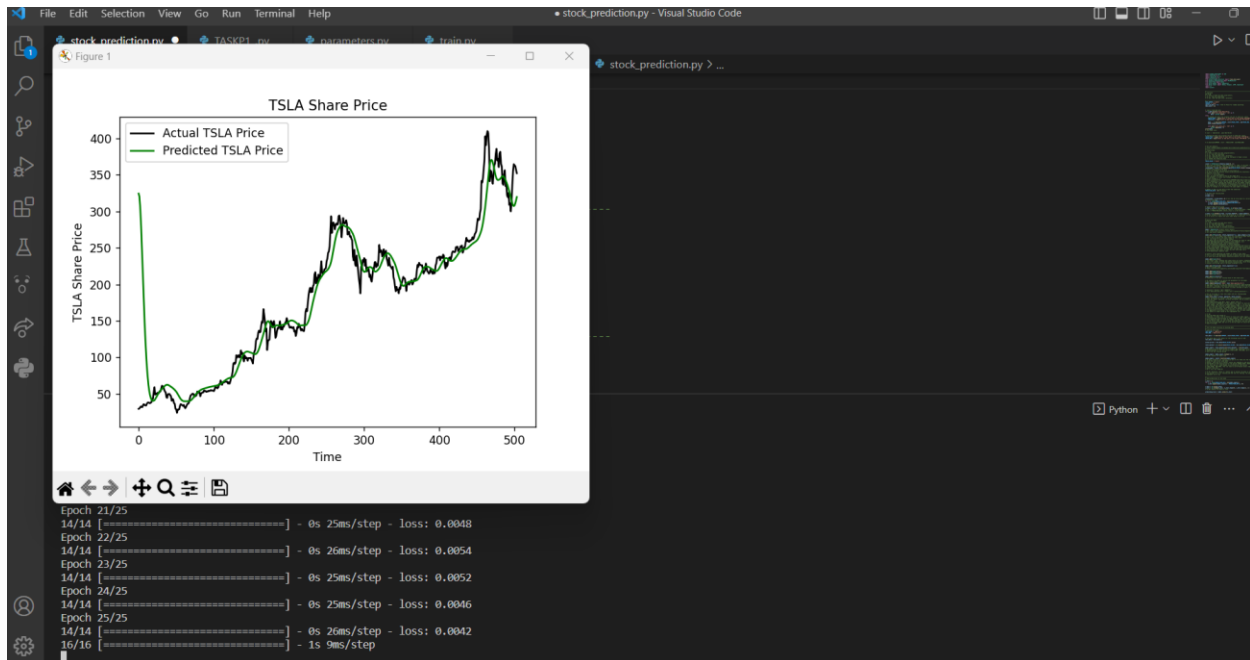 File Edit Selection View Go Run Terminal Help
● stock_prediction.py - Visual Studio Code
stock_prediction.py ● TASKP1_.py parameters.py train.py
1
Figure 1
stock_prediction.py > ...
TSLA Share Price
Actual TSLA Price
Predicted TSLA Price
400
350
300
250
200
150
100
50
TSLA Share Price
0 100 200 300 400 500
Time
Python
Epoch 21/25
14/14 [==============================] - 0s 25ms/step - loss: 0.0048
Epoch 22/25
14/14 [==============================] - 0s 26ms/step - loss: 0.0054
Epoch 23/25
14/14 [==============================] - 0s 25ms/step - loss: 0.0052
Epoch 24/25
14/14 [==============================] - 0s 25ms/step - loss: 0.0046
Epoch 25/25
14/14 [==============================] - 0s 26ms/step - loss: 0.0042
16/16 [==============================] - 1s 9ms/step